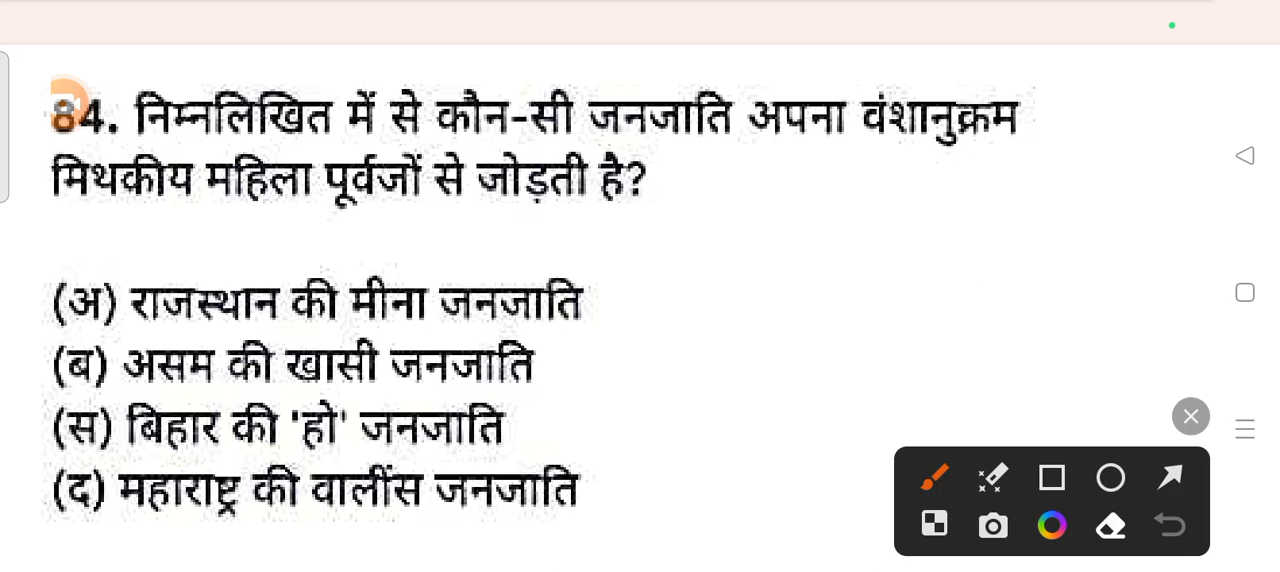 84. निम्नलिखित में से कौन-सी जनजाति अपना वंशानुक्रम
मिथकीय महिला पूर्वजों से जोड़ती है?
(अ) राजस्थान की मीना जनजाति
(ब) असम की खासी जनजाति
(स) बिहार की 'हो' जनजाति
(द) महाराष्ट्र की वार्लीस जनजाति